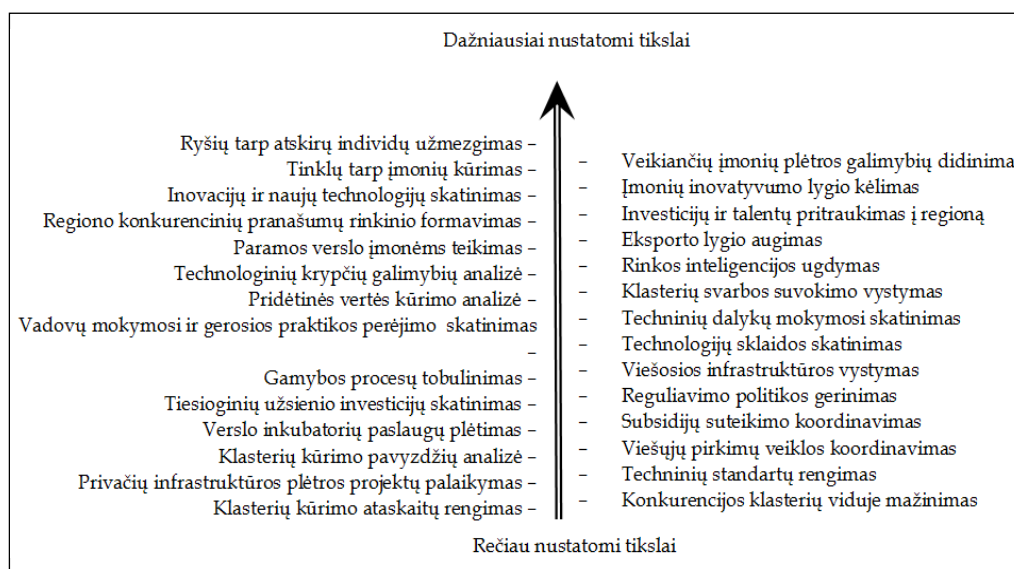 Dažniausiai nustatomi tikslai
Ryšių tarp atskirų individų užmezgimas –
Tinklų tarp įmonių kūrimas –
Inovacijų ir naujų technologijų skatinimas –
Regiono konkurencinių pranašumų rinkinio formavimas –
Paramos verslo įmonėms teikimas –
Technologinių krypčių galimybių analizė –
Pridėtinės vertės kūrimo analizė –
Vadovų mokymosi ir gerosios praktikos perėjimo skatinimas
–
Gamybos procesų tobulinimas –
Tiesioginių užsienio investicijų skatinimas –
Verslo inkubatorių paslaugų plėtimas –
Klasterių kūrimo pavyzdžių analizė –
Privačių infrastruktūros plėtros projektų palaikymas –
Klasterių kūrimo ataskaitų rengimas –
– Veikiančių įmonių plėtros galimybių didinima
– Įmonių inovatyvumo lygio kėlimas
– Investicijų ir talentų pritraukimas į regioną
– Eksporto lygio augimas
– Rinkos inteligencijos ugdymas
– Klasterių svarbos suvokimo vystymas
– Techninių dalykų mokymosi skatinimas
– Technologijų sklaidos skatinimas
– Viešosios infrastruktūros vystymas
– Reguliavimo politikos gerinimas
– Subsidijų suteikimo koordinavimas
– Viešųjų pirkimų veiklos koordinavimas
– Techninių standartų rengimas
– Konkurencijos klasterių viduje mažinimas
Rečiau nustatomi tikslai